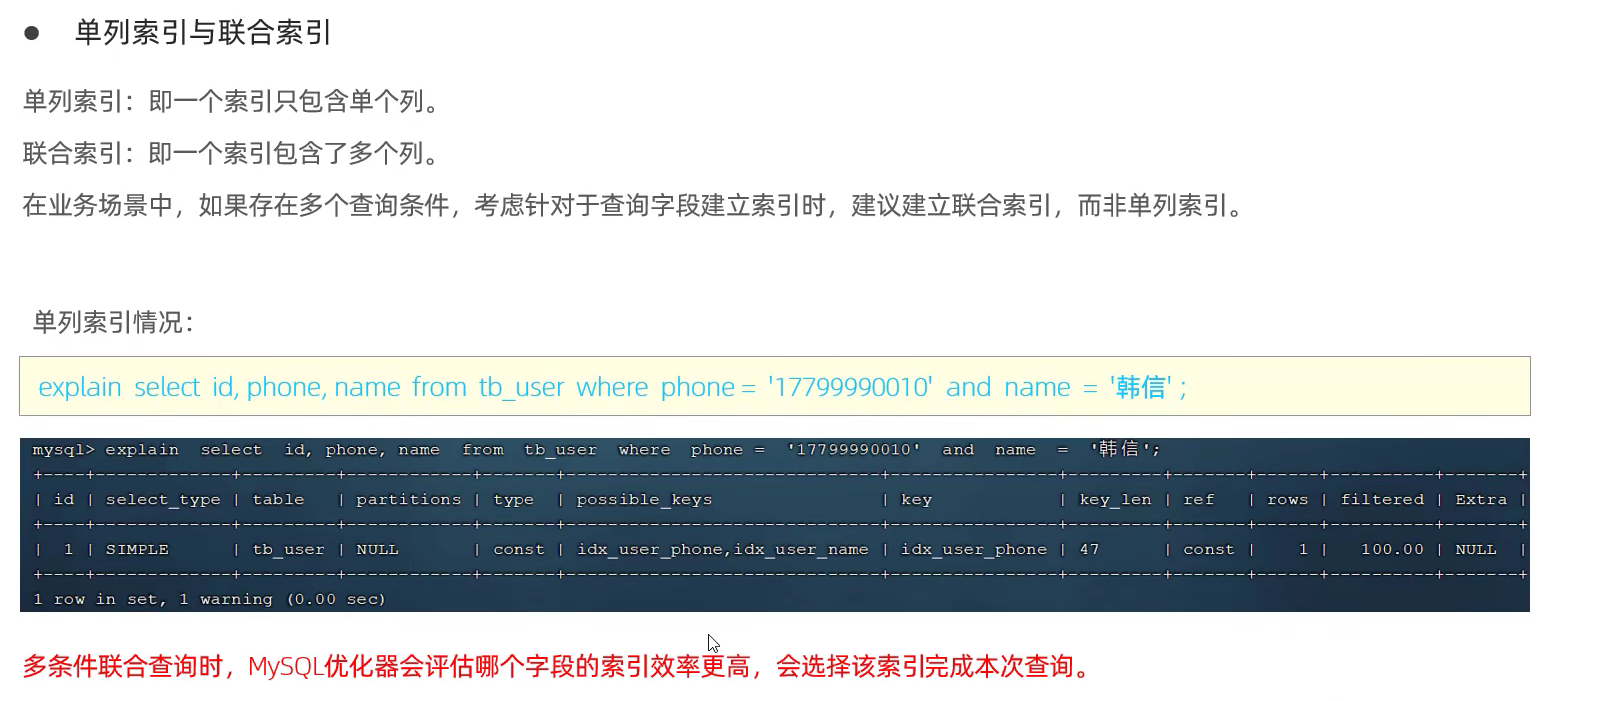 ● 单列索引与联合索引
单列索引：即一个索引只包含单个列。
联合索引：即一个索引包含了多个列。
在业务场景中，如果存在多个查询条件，考虑针对于查询字段建立索引时，建议建立联合索引，而非单列索引。
单列索引情况：
explain select id, phone, name from tb_user where phone = '17799990010' and name = '韩信' ;
mysql> explain select id, phone, name from tb_user where phone = '17799990010' and name = '韩信';
+----+-------------+---------+------------+-------+------------------------------+----------------+---------+-------+------+----------+-------+
| id | select_type | table | partitions | type | possible_keys | key | key_len | ref | rows | filtered | Extra |
+----+-------------+---------+------------+-------+------------------------------+----------------+---------+-------+------+----------+-------+
| 1 | SIMPLE | tb_user | NULL | const | idx_user_phone,idx_user_name | idx_user_phone | 47 | const | 1 | 100.00 | NULL |
+----+-------------+---------+------------+-------+------------------------------+----------------+---------+-------+------+----------+-------+
1 row in set, 1 warning (0.00 sec)
多条件联合查询时，MySQL优化器会评估哪个字段的索引效率更高，会选择该索引完成本次查询。